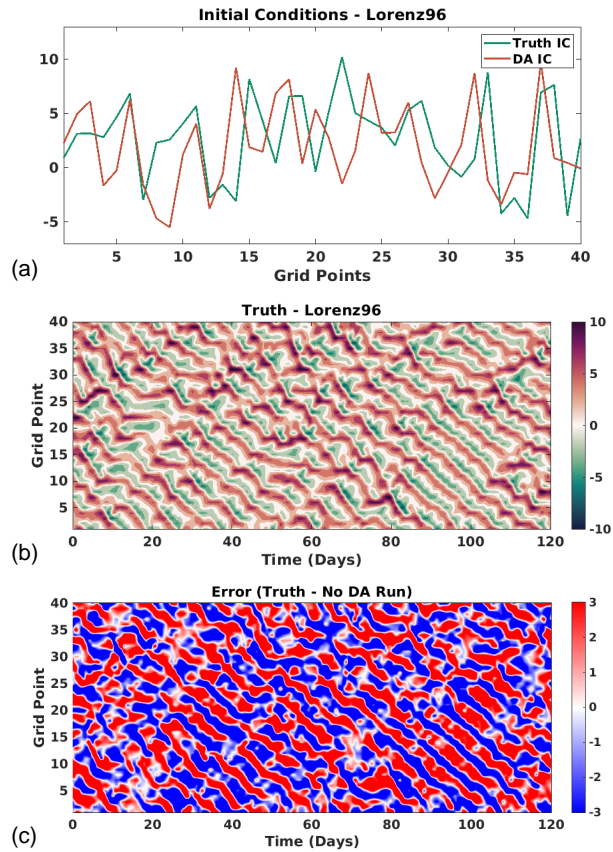 Initial Conditions - Lorenz96
Truth IC
DA IC
10
5
0
-5
5 10 15 20 25 30 35 40
Grid Points
(a)
Truth - Lorenz96
40
35
30
25
20
15
10
5
Grid Point
0 20 40 60 80 100 120
Time (Days)
10
5
0
-5
-10
(b)
Error (Truth - No DA Run)
40
35
30
25
20
15
10
5
Grid Point
0 20 40 60 80 100 120
Time (Days)
3
2
1
0
-1
-2
-3
(c)